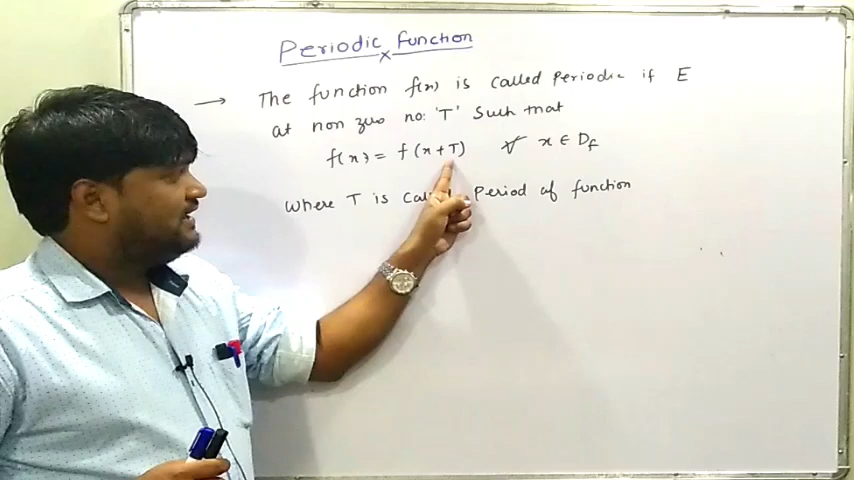 Periodic Function
→ The function f(x) is called Periodic if E
at non zero no: 'T' Such that
f(x) = f(x+T) ∀ x ∈ Df
where T is called Period of function